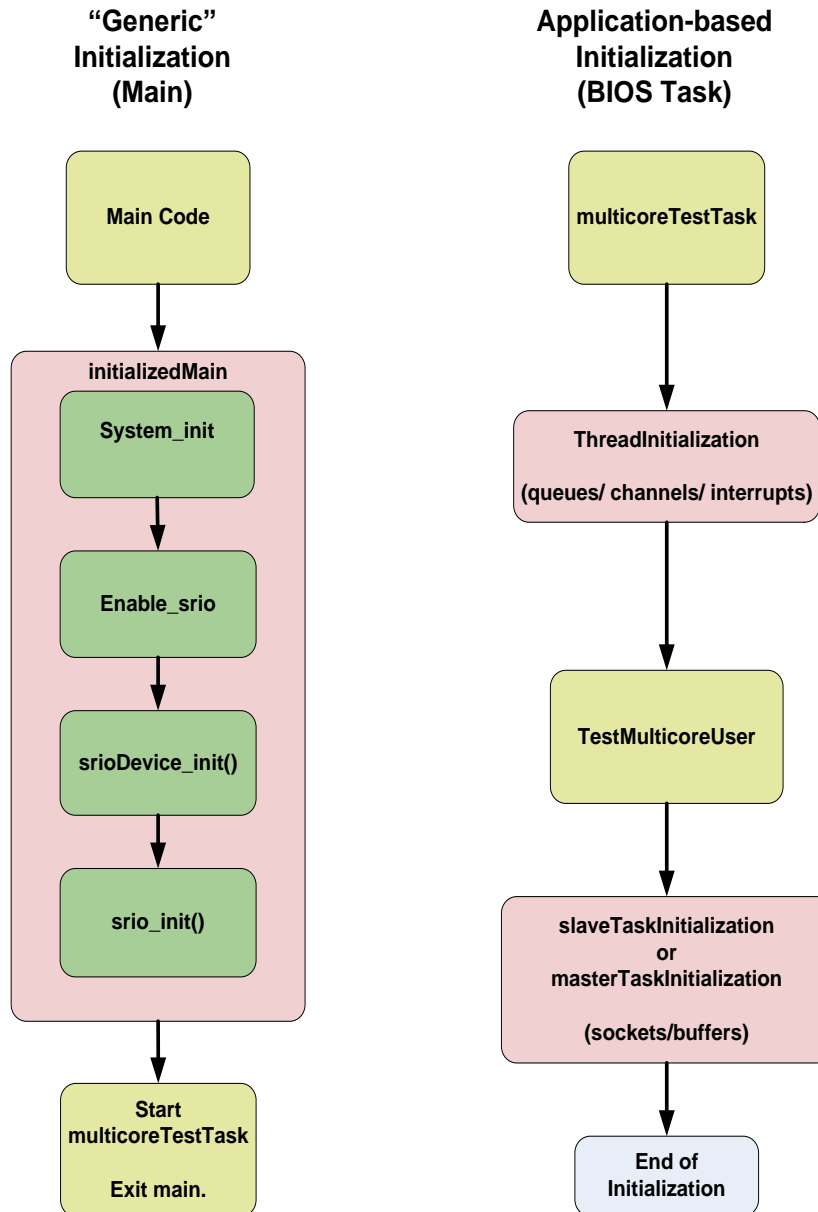 “Generic”
Initialization
(Main)
Main Code
initializedMain
System_init
Enable_srio
srioDevice_init()
srio_init()
Start
multicoreTestTask
Exit main.
Application-based
Initialization
(BIOS Task)
multicoreTestTask
ThreadInitialization
(queues/ channels/ interrupts)
TestMulticoreUser
slaveTaskInitialization
or
masterTaskInitialization
(sockets/buffers)
End of
Initialization